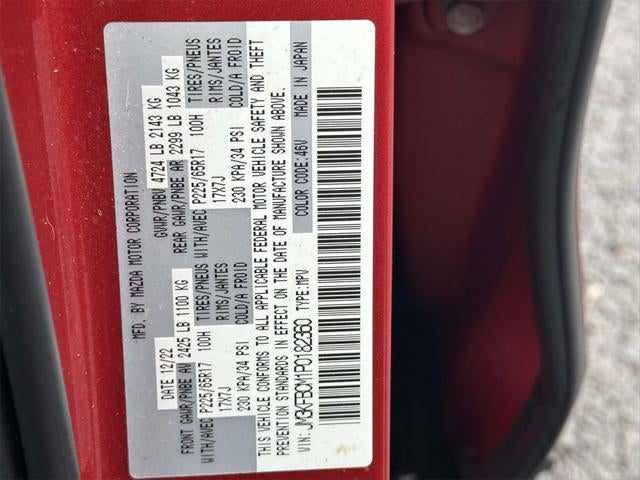 MFD. BY MAZDA MOTOR CORPORATION
DATE 12/22 GVWR/PNBV 4724 LB 2143 KG
FRONT GAWR/PNBE AV 2425 LB 1100 KG REAR GAWR/PNBE AR 2299 LB 1043 KG
WITH/AVEC P225/65R17 100H TIRES/PNEUS WITH/AVEC P225/65R17 100H TIRES/PNEUS
17X7J RIMS/JANTES 17X7J RIMS/JANTES
230 KPA/34 PSI COLD/A FROID 230 KPA/34 PSI COLD/A FROID
THIS VEHICLE CONFORMS TO ALL APPLICABLE FEDERAL MOTOR VEHICLE SAFETY AND THEFT
PREVENTION STANDARDS IN EFFECT ON THE DATE OF MANUFACTURE SHOWN ABOVE.
VIN: JM3KFBCM1P0182360 TYPE:MPV COLOR CODE:46V MADE IN JAPAN